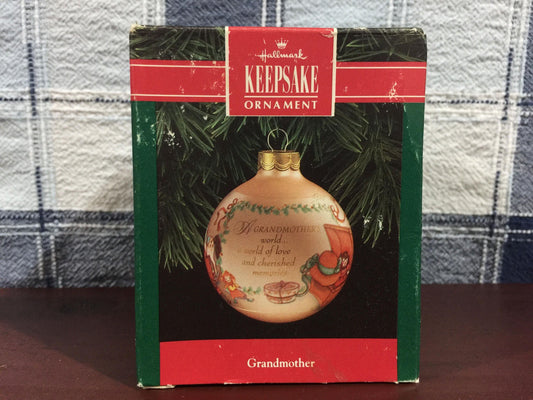 Hallmark
KEEPSAKE
ORNAMENT
A GRANDMOTHER'S
world...
a world of love
and cherished
memories
Grandmother